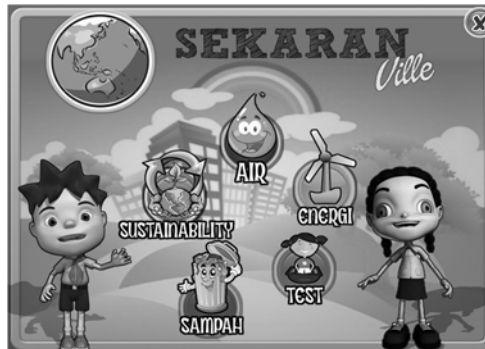 SEKARAN
Ville
X
AIR
ENERGI
SUSTAINABILITY
TEST
SAMPAH